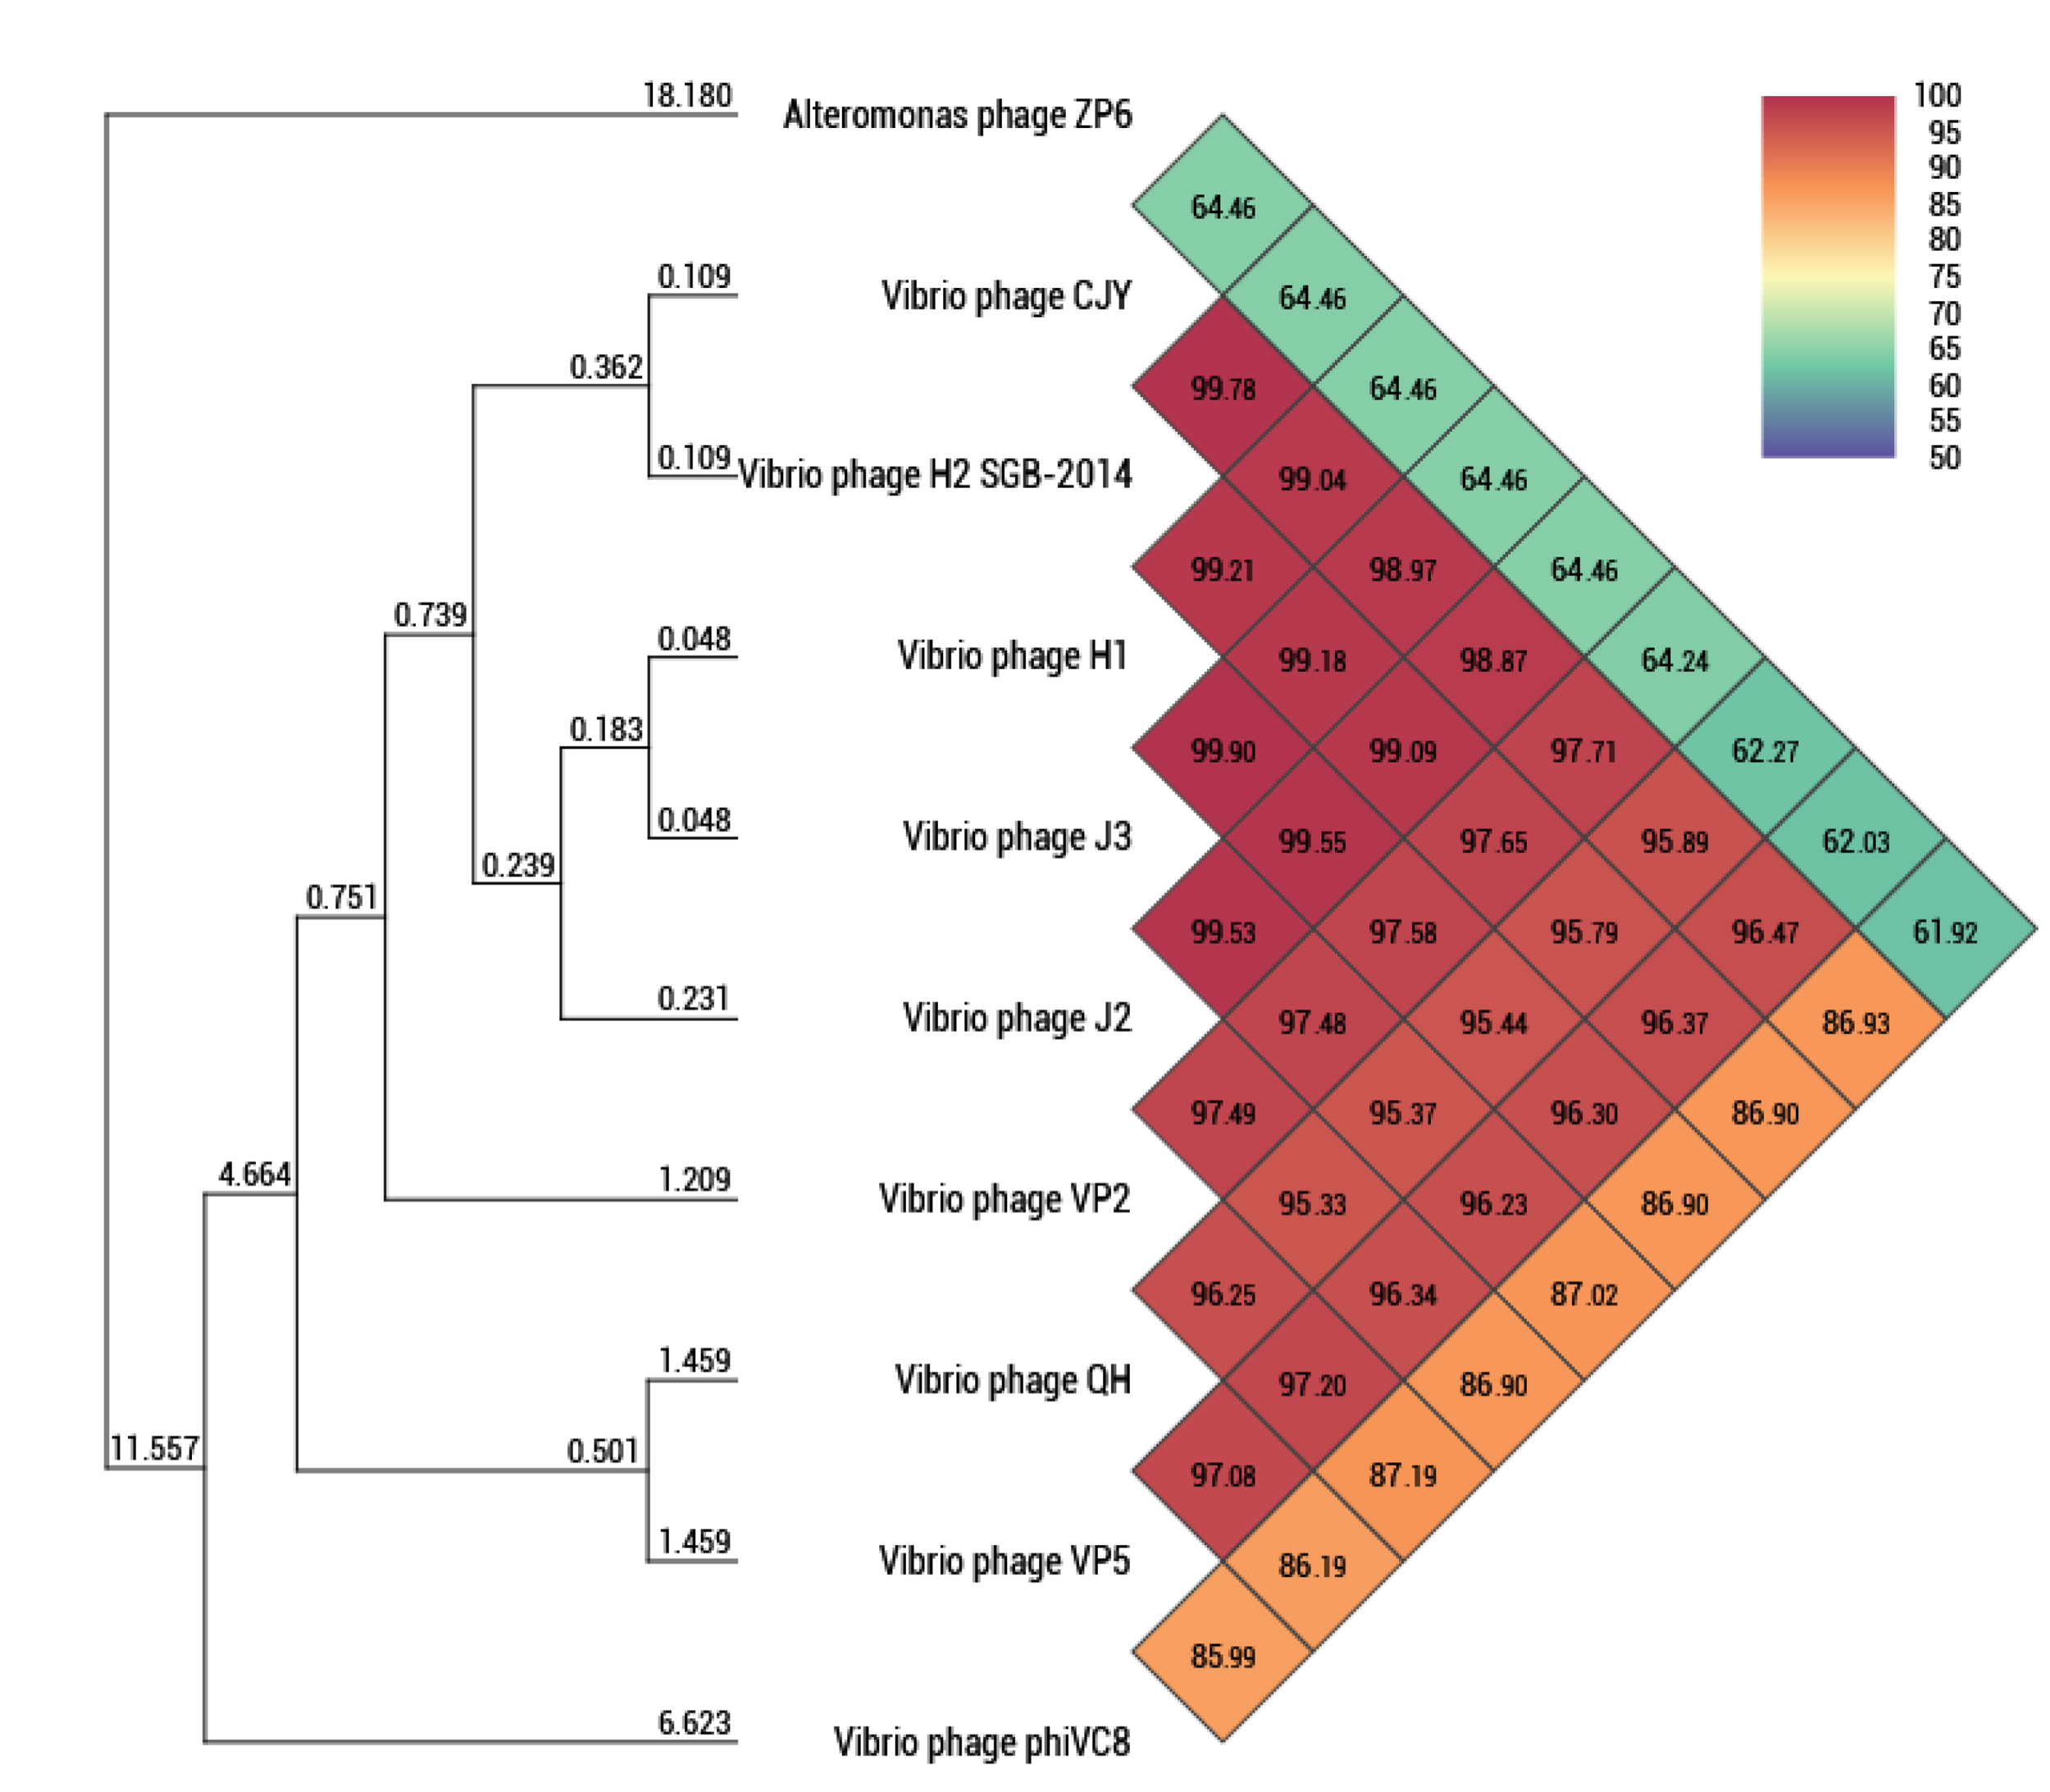 18.180 Alteromonas phage ZP6
100
95
90
85
80
75
70
65
60
55
50
64.46
0.109 Vibrio phage CJY 64.46
0.362 99.78 64.46
0.109 Vibrio phage H2 SGB-2014 99.04 64.46
99.21 98.97 64.46
0.739 0.048 Vibrio phage H1 99.18 98.87 64.24
0.183 99.90 99.09 97.71 62.27
0.048 Vibrio phage J3 99.55 97.65 95.89 62.03
0.239
0.751 99.53 97.58 95.79 96.47 61.92
0.231 Vibrio phage J2 97.48 95.44 96.37 86.93
97.49 95.37 96.30 86.90
4.664 1.209 Vibrio phage VP2 95.33 96.23 86.90
96.25 96.34 87.02
1.459 Vibrio phage QH 97.20 86.90
11.557 0.501 97.08 87.19
1.459 Vibrio phage VP5 86.19
85.99
6.623 Vibrio phage phiVC8